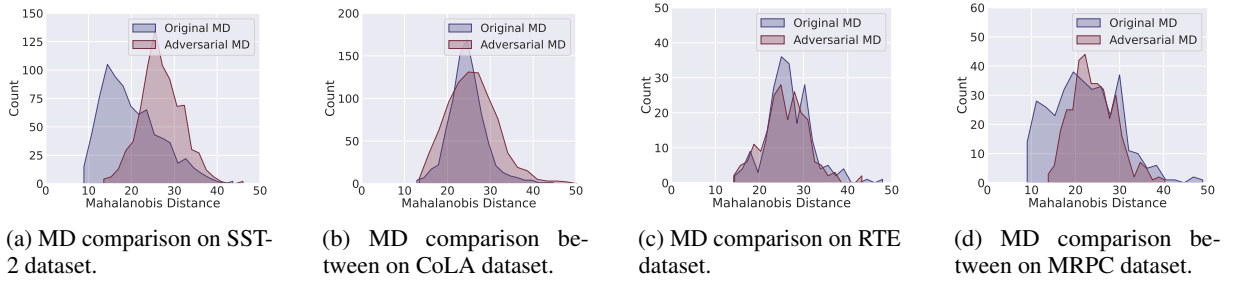 150
125
100
75
50
25
0
Count
Original MD
Adversarial MD
0 10 20 30 40 50
Mahalanobis Distance
(a) MD comparison on SST-
2 dataset.
200
150
100
50
0
Count
Original MD
Adversarial MD
0 10 20 30 40 50
Mahalanobis Distance
(b) MD comparison be-
tween on CoLA dataset.
50
40
30
20
10
0
Count
Original MD
Adversarial MD
0 10 20 30 40 50
Mahalanobis Distance
(c) MD comparison on RTE
dataset.
60
50
40
30
20
10
0
Count
Original MD
Adversarial MD
0 10 20 30 40 50
Mahalanobis Distance
(d) MD comparison be-
tween on MRPC dataset.